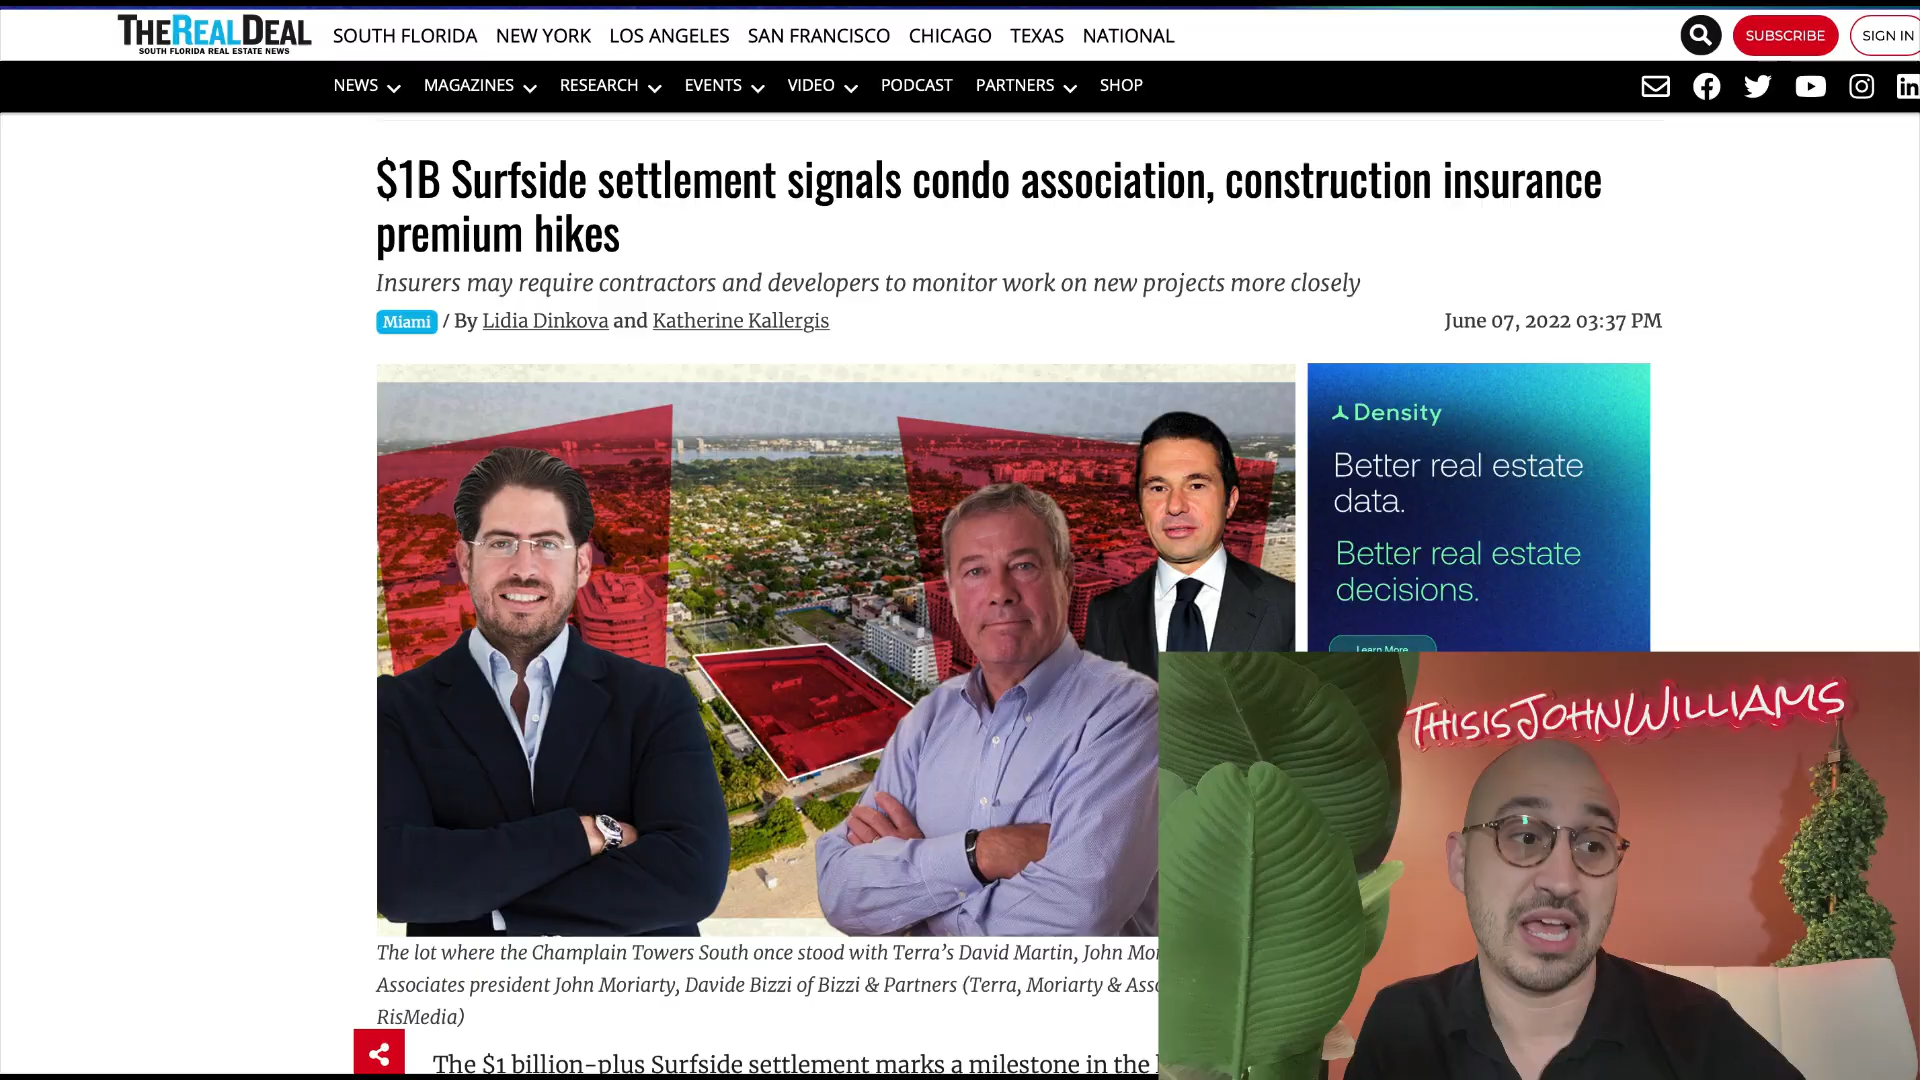 THEREALDEAL
SOUTH FLORIDA REAL ESTATE NEWS
SOUTH FLORIDA NEW YORK LOS ANGELES SAN FRANCISCO CHICAGO TEXAS NATIONAL
SUBSCRIBE
SIGN IN
NEWS MAGAZINES RESEARCH EVENTS VIDEO PODCAST PARTNERS SHOP
$1B Surfside settlement signals condo association, construction insurance
premium hikes
Insurers may require contractors and developers to monitor work on new projects more closely
Miami / By Lidia Dinkova and Katherine Kallergis
June 07, 2022 03:37 PM
Density
Better real estate
data.
Better real estate
decisions.
Learn More
THISISJOHNWILLIAMS
The lot where the Champlain Towers South once stood with Terra's David Martin, John
Associates president John Moriarty, Davide Bizzi of Bizzi & Partners (Terra, Moriarty &
RisMedia)
The $1 billion-plus Surfside settlement marks a milestone in the